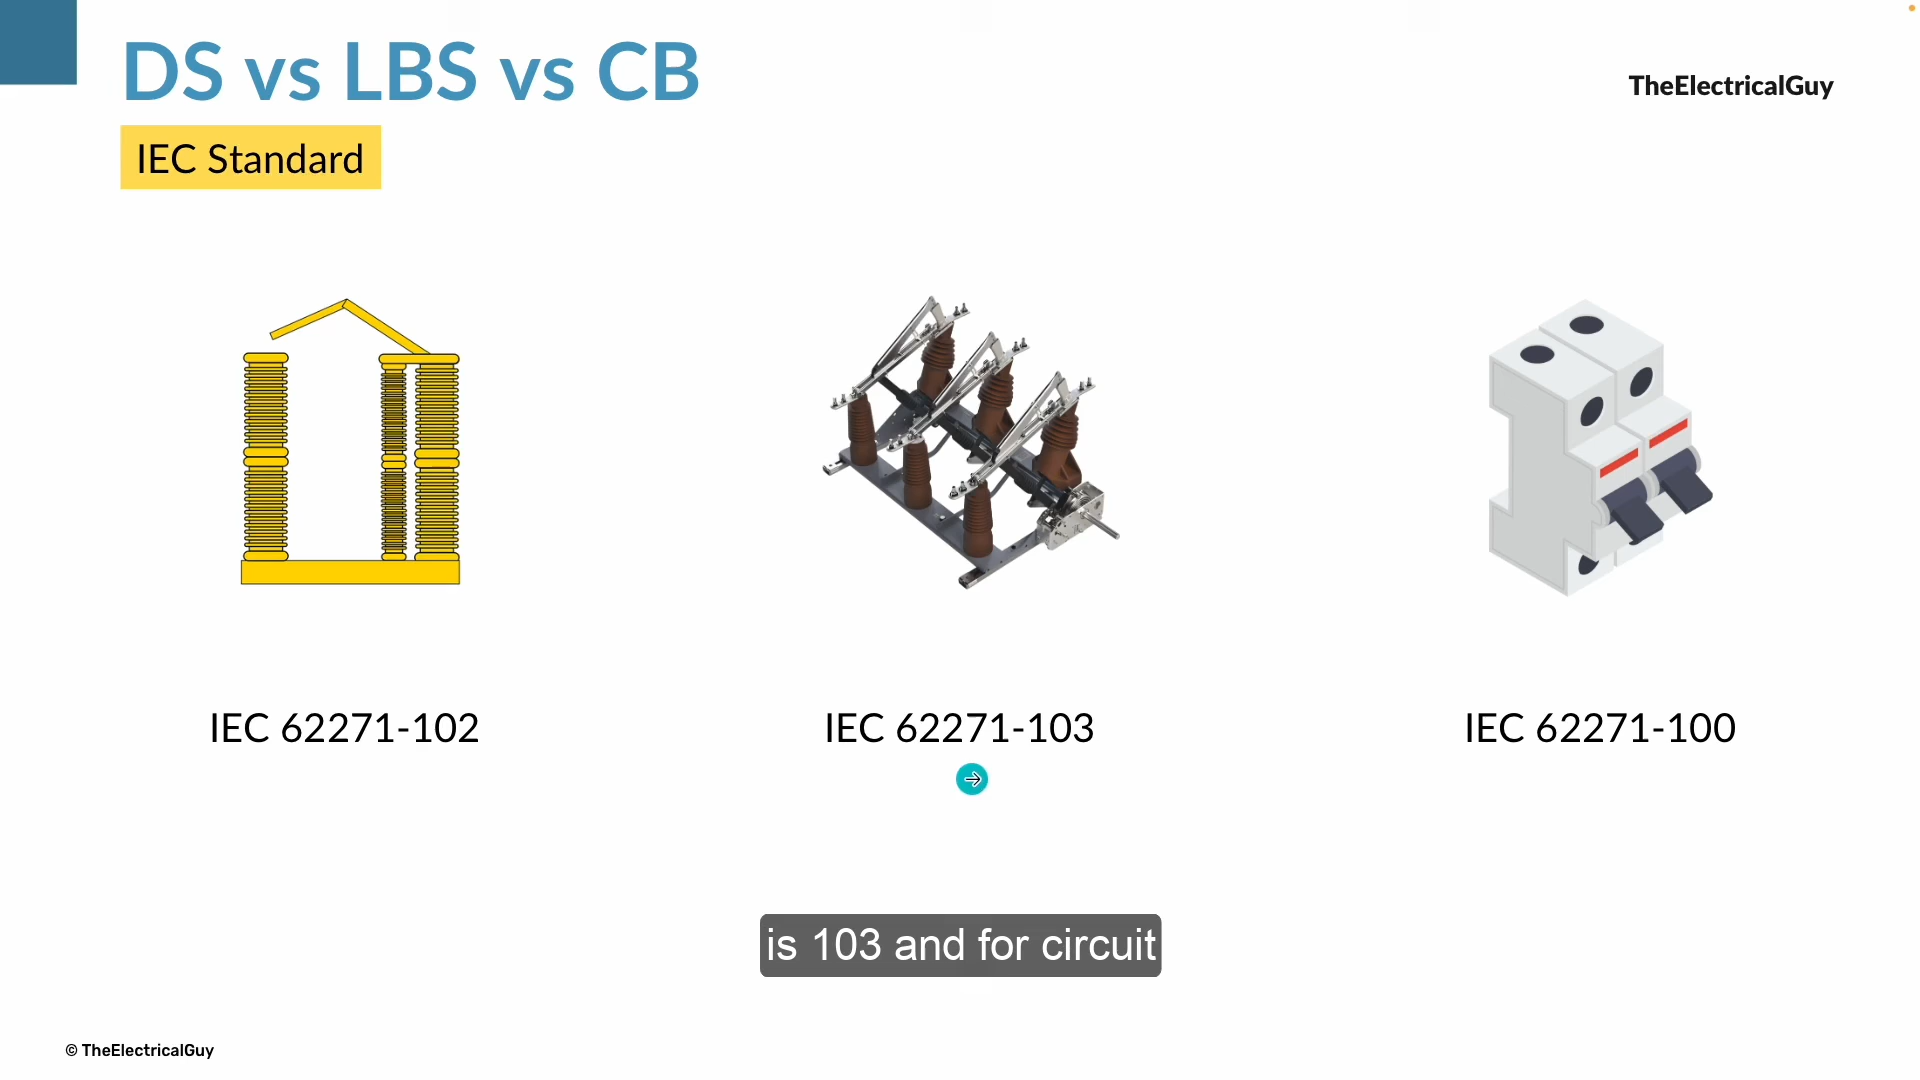 DS vs LBS vs CB
TheElectricalGuy
IEC Standard
IEC 62271-102
IEC 62271-103
IEC 62271-100
is 103 and for circuit
© TheElectricalGuy